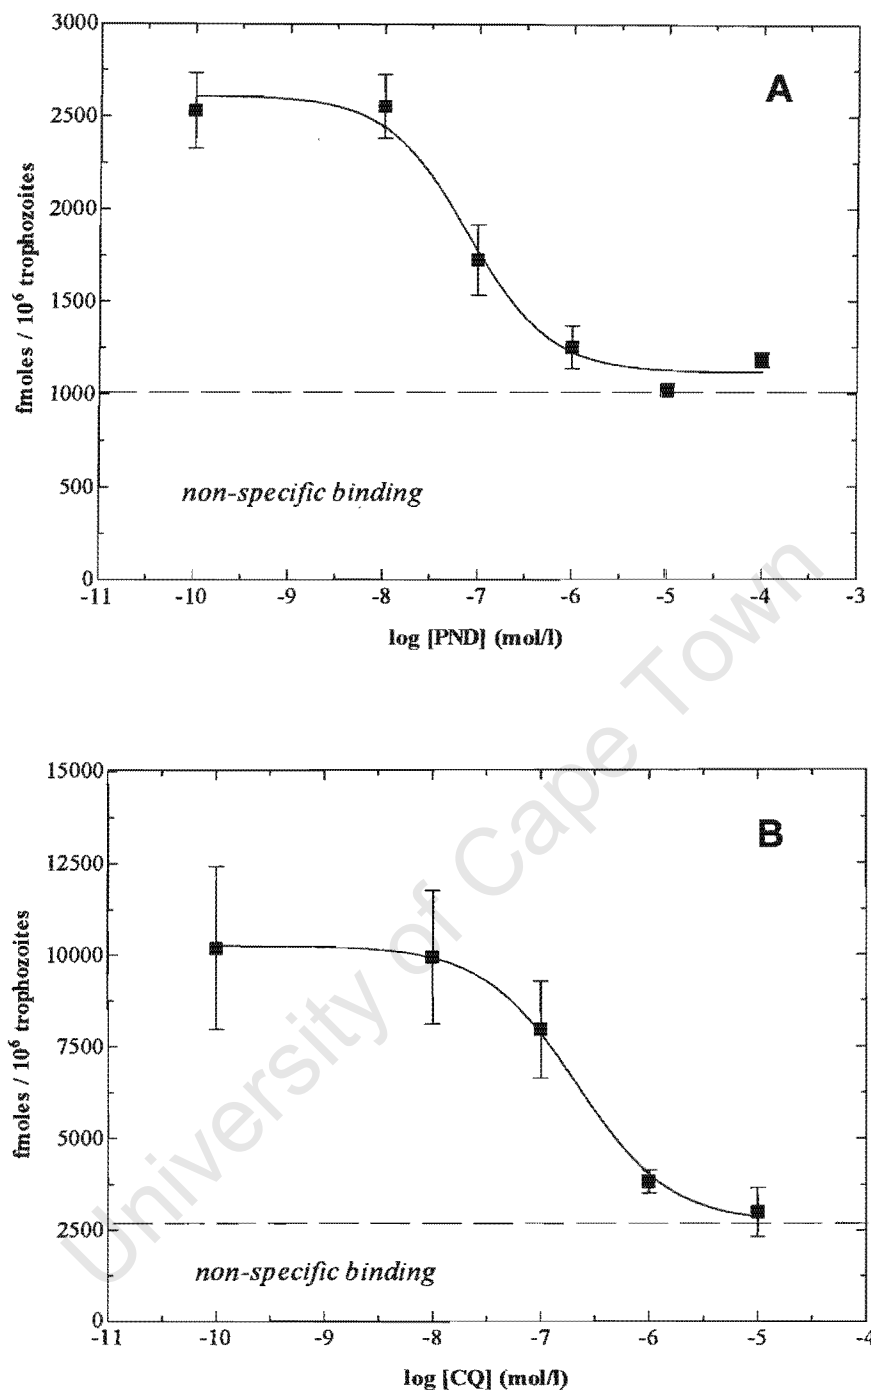 A
3000
2500
2000
1500
1000
500
0
fmoles / 10⁶ trophozoites
non-specific binding
-11 -10 -9 -8 -7 -6 -5 -4 -3
log [PND] (mol/l)
B
15000
12500
10000
7500
5000
2500
0
fmoles / 10⁶ trophozoites
non-specific binding
-11 -10 -9 -8 -7 -6 -5 -4
log [CQ] (mol/l)
University of Cape Town